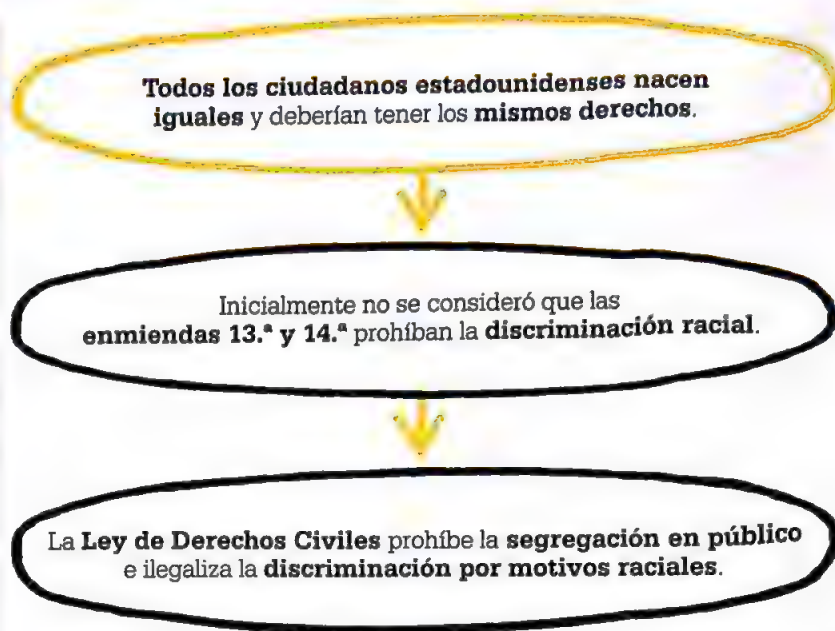 Todos los ciudadanos estadounidenses nacen
iguales y deberían tener los mismos derechos.
Inicialmente no se consideró que las
enmiendas 13.ª y 14.ª prohíban la discriminación racial.
La Ley de Derechos Civiles prohíbe la segregación en público
e ilegaliza la discriminación por motivos raciales.